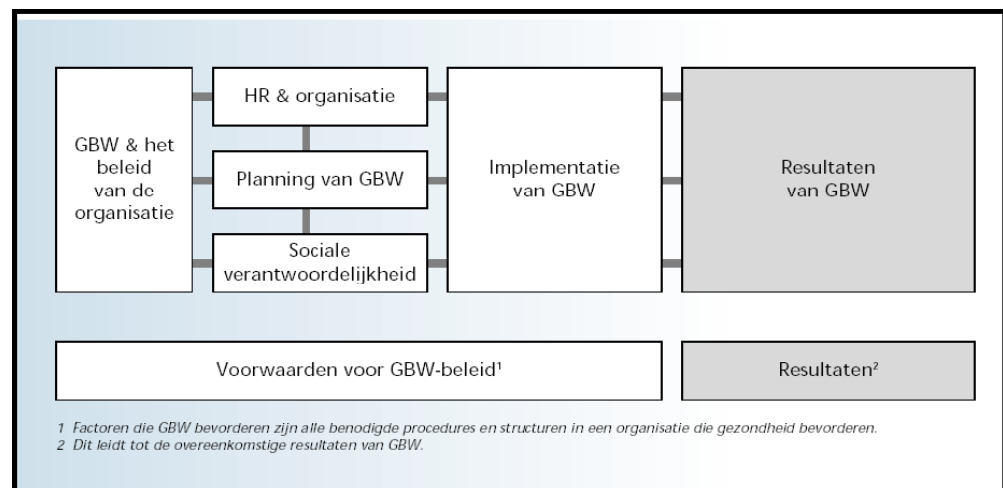 GBW & het
beleid
van de
organisatie
HR & organisatie
Planning van GBW
Sociale
verantwoordelijkheid
Implementatie
van GBW
Resultaten
van GBW
Voorwaarden voor GBW-beleid¹
Resultaten²
1 Factoren die GBW bevorderen zijn alle benodigde procedures en structuren in een organisatie die gezondheid bevorderen.
2 Dit leidt tot de overeenkomstige resultaten van GBW.